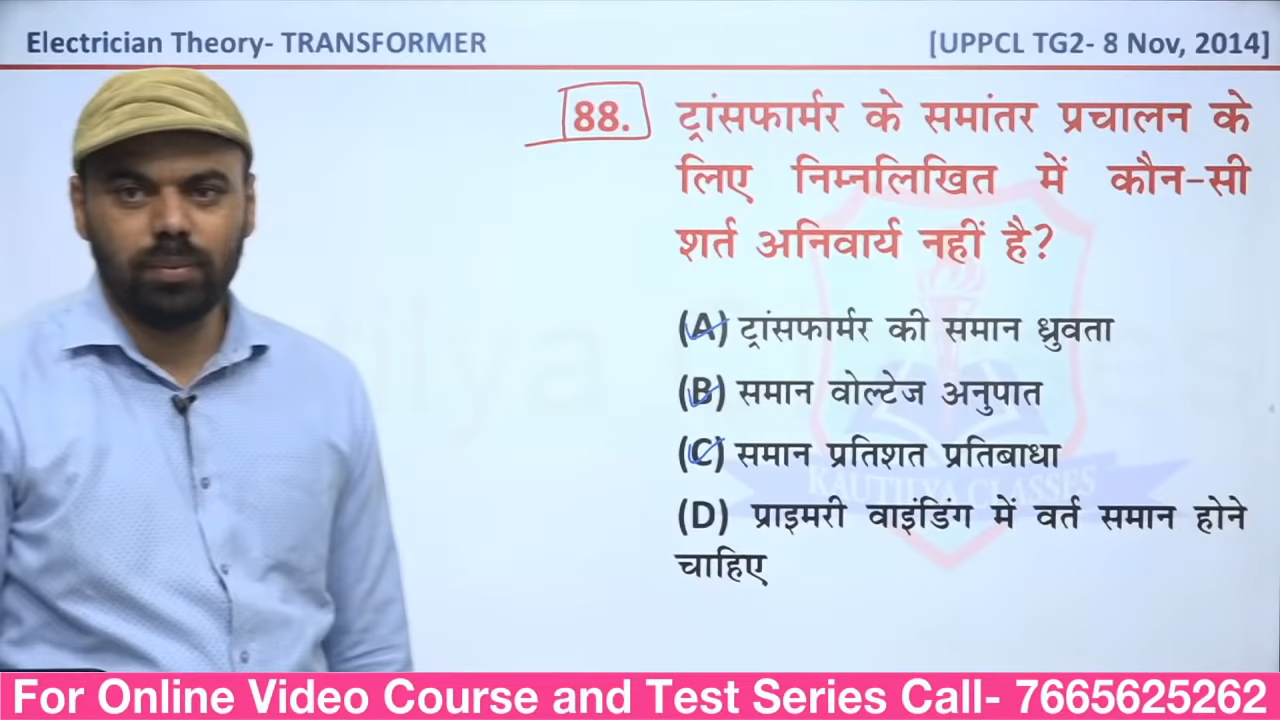 Electrician Theory- TRANSFORMER
[UPPCL TG2- 8 Nov, 2014]
88. ट्रांसफार्मर के समांतर प्रचालन के
लिए निम्नलिखित में कौन-सी
शर्त अनिवार्य नहीं है?
(A) ट्रांसफार्मर की समान ध्रुवता
(B) समान वोल्टेज अनुपात
(C) समान प्रतिशत प्रतिबाधा
(D) प्राइमरी वाइंडिंग में वर्त समान होने
चाहिए
KAUTILYA CLASSES
For Online Video Course and Test Series Call- 7665625262